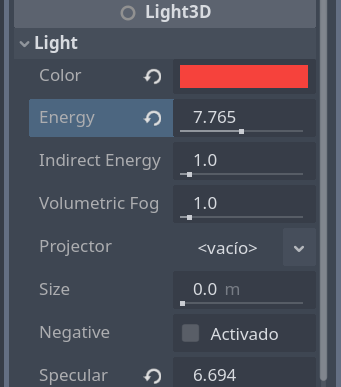 Light3D
Light
Color
Energy 7.765
Indirect Energy 1.0
Volumetric Fog 1.0
Projector <vacío>
Size 0.0 m
Negative Activado
Specular 6.694